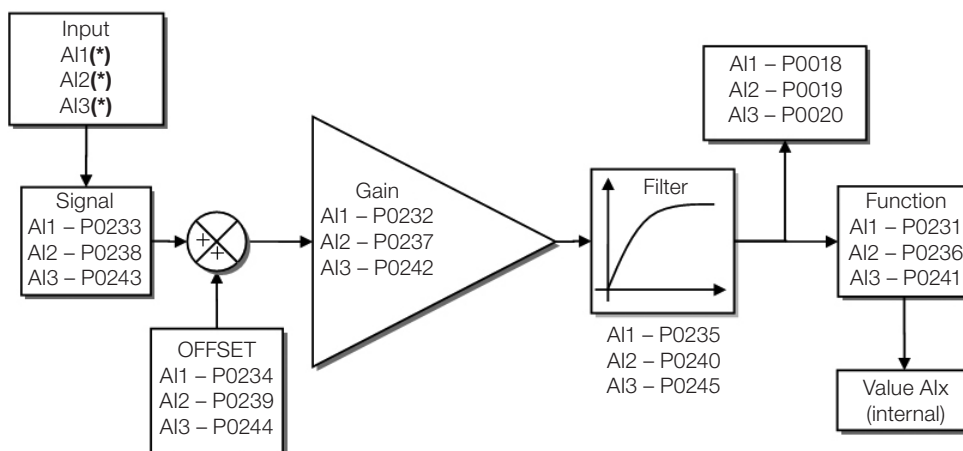 Input
AI1(*)
AI2(*)
AI3(*)
Signal
AI1 – P0233
AI2 – P0238
AI3 – P0243
+
+
OFFSET
AI1 – P0234
AI2 – P0239
AI3 – P0244
Gain
AI1 – P0232
AI2 – P0237
AI3 – P0242
Filter
AI1 – P0235
AI2 – P0240
AI3 – P0245
AI1 – P0018
AI2 – P0019
AI3 – P0020
Function
AI1 – P0231
AI2 – P0236
AI3 – P0241
Value AIx
(internal)